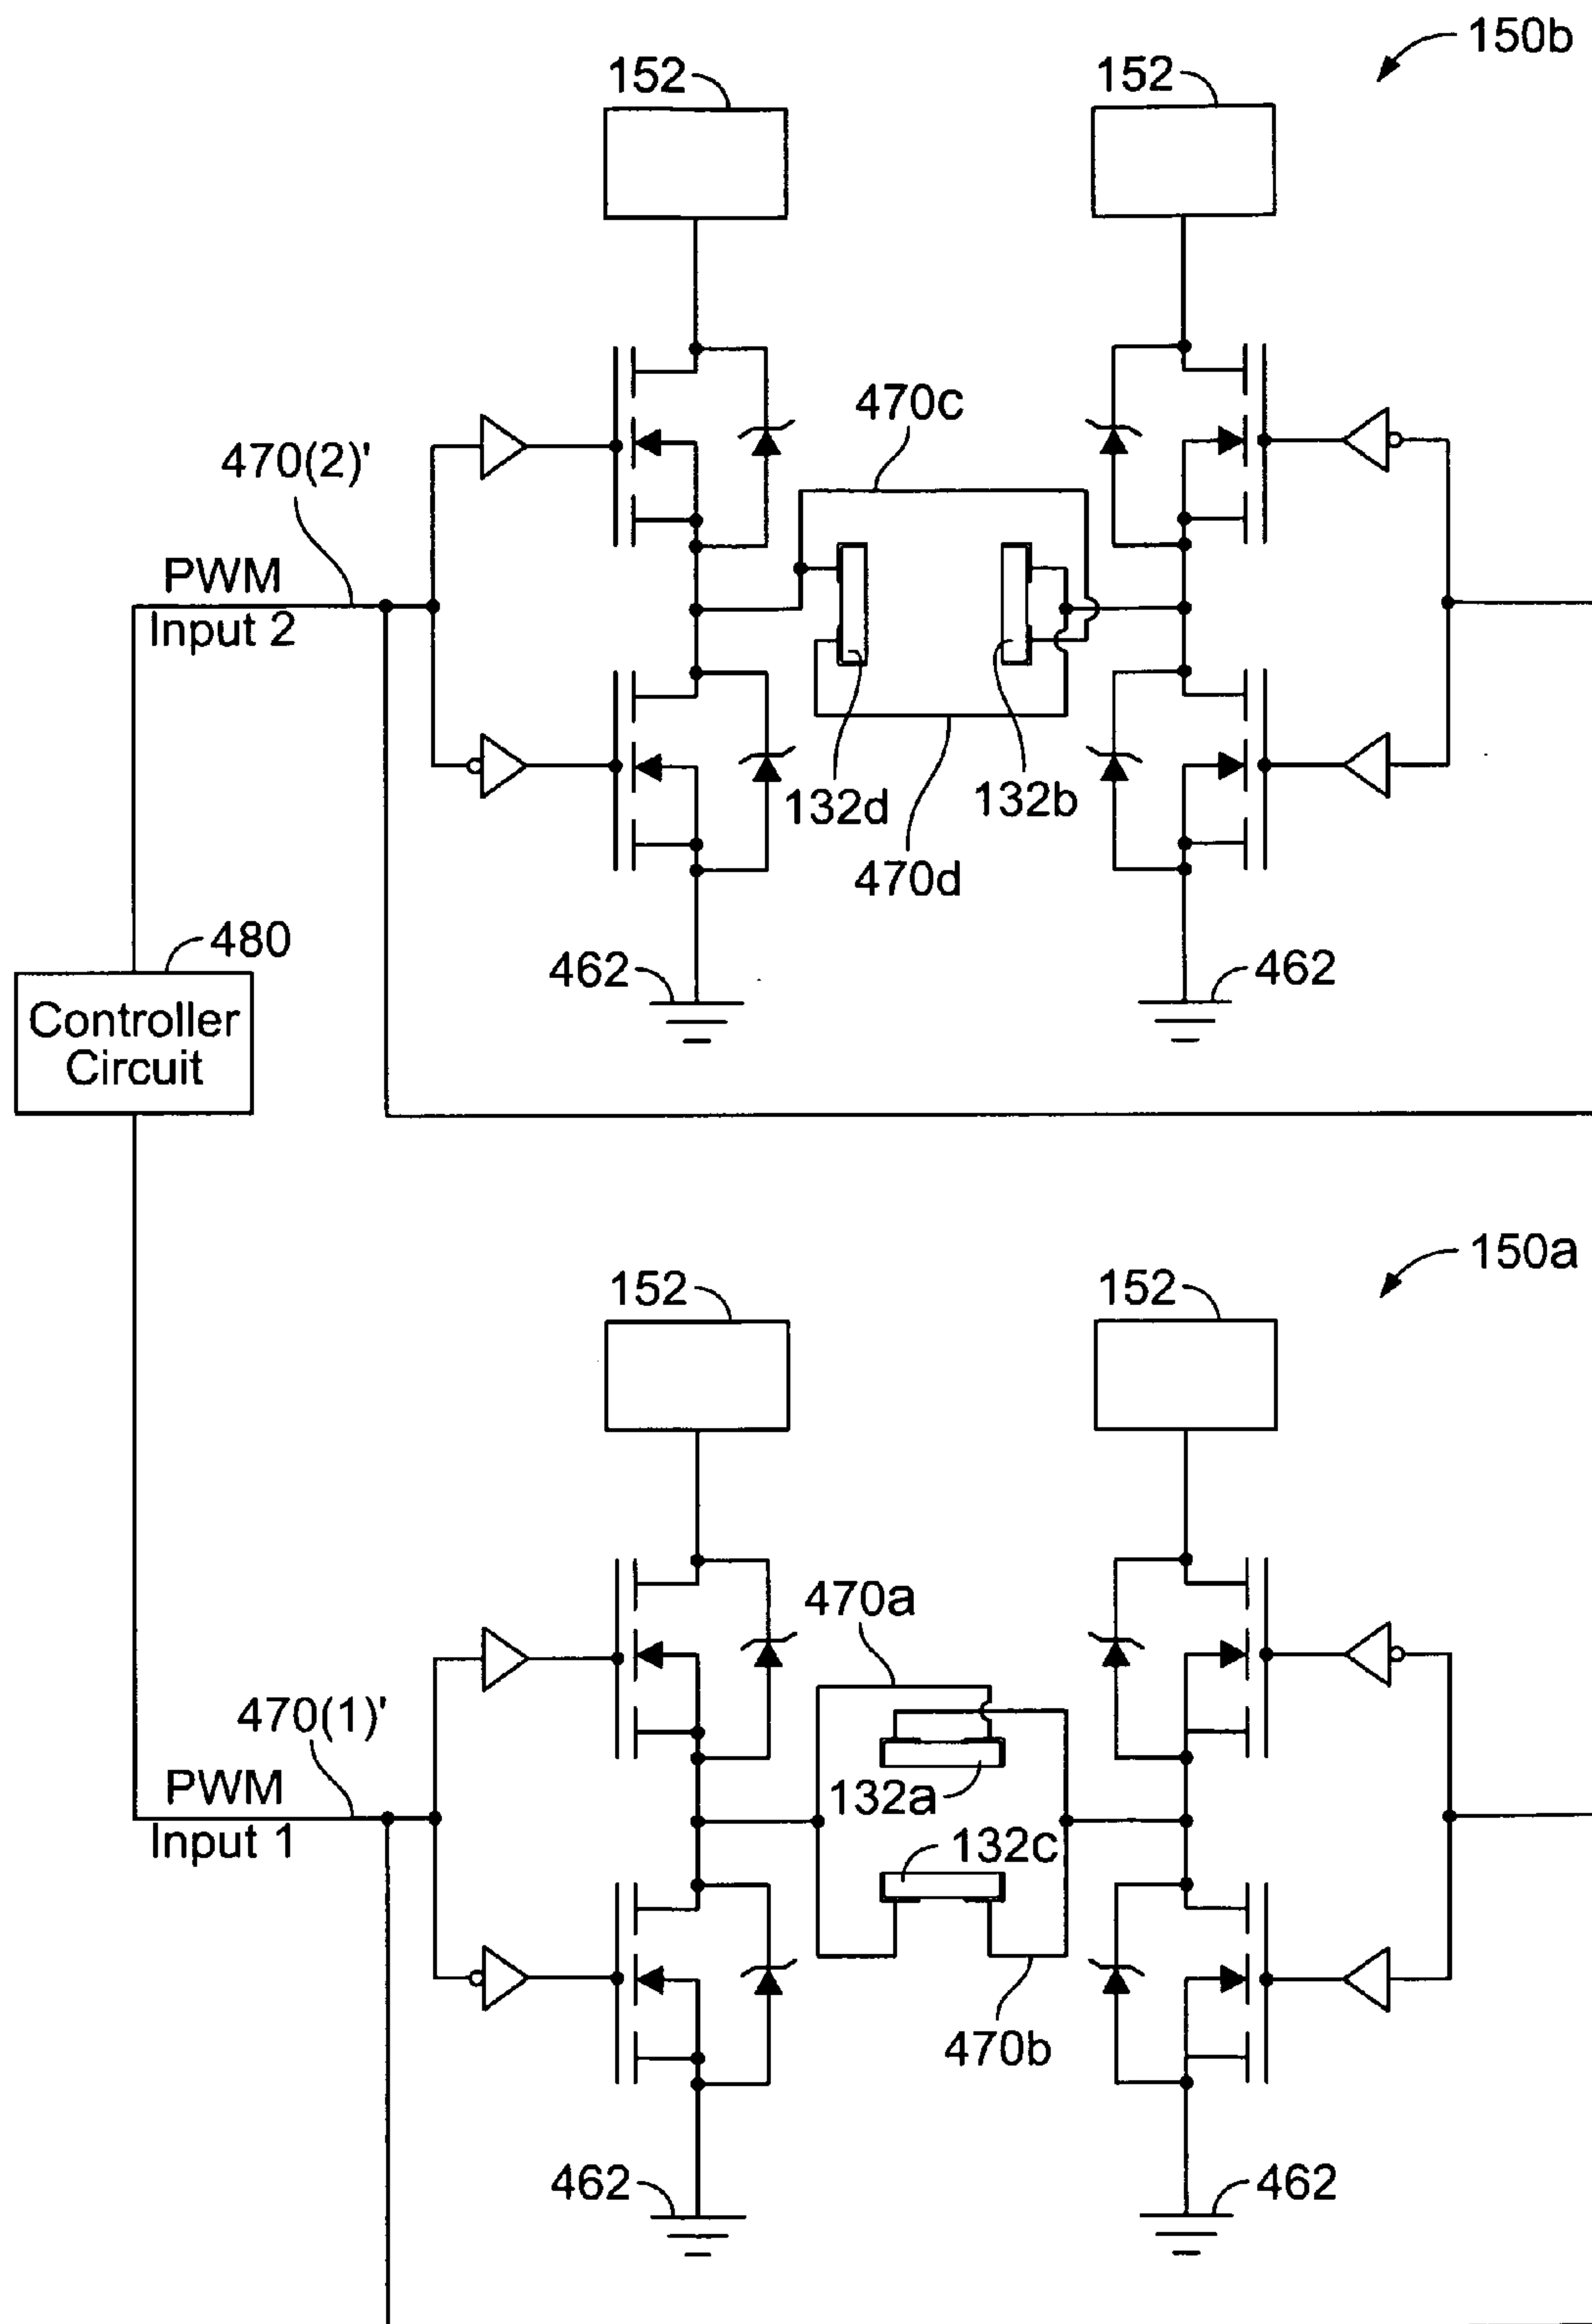 150b
152
152
470c
470(2)'
PWM
Input 2
132d
132b
470d
480
462
462
Controller
Circuit
150a
152
152
470a
470(1)'
132a
PWM
Input 1
132c
470b
462
462